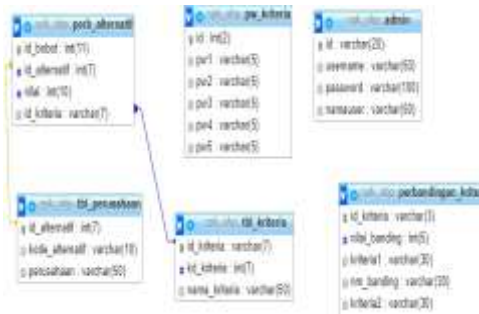 perb_alternatif
id_bobot : int(11)
id_alternatif : int(7)
nilai : int(10)
id_kriteria : varchar(7)
pw_kriteria
id : int(2)
pw1 : varchar(5)
pw2 : varchar(5)
pw3 : varchar(5)
pw4 : varchar(5)
pw5 : varchar(5)
admin
id : varchar(20)
username : varchar(50)
password : varchar(100)
namauser : varchar(50)
tbl_perusahaan
id_alternatif : int(7)
kode_alternatif : varchar(10)
perusahaan : varchar(50)
tbl_kriteria
id_kriteria : varchar(7)
kd_kriteria : int(7)
nama_kriteria : varchar(50)
perbandingan_krite
id_kriteria : varchar(3)
nilai_banding : int(5)
kriteria1 : varchar(30)
nm_banding : varchar(30)
kriteria2 : varchar(30)